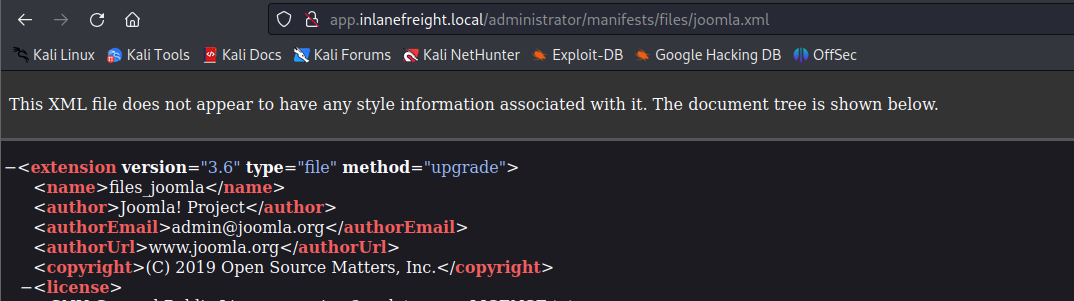 app.inlanefreight.local/administrator/manifests/files/joomla.xml
Kali Linux Kali Tools Kali Docs Kali Forums Kali NetHunter Exploit-DB Google Hacking DB OffSec
This XML file does not appear to have any style information associated with it. The document tree is shown below.
−<extension version="3.6" type="file" method="upgrade">
<name>files_joomla</name>
<author>Joomla! Project</author>
<authorEmail>admin@joomla.org</authorEmail>
<authorUrl>www.joomla.org</authorUrl>
<copyright>(C) 2019 Open Source Matters, Inc.</copyright>
−<license>